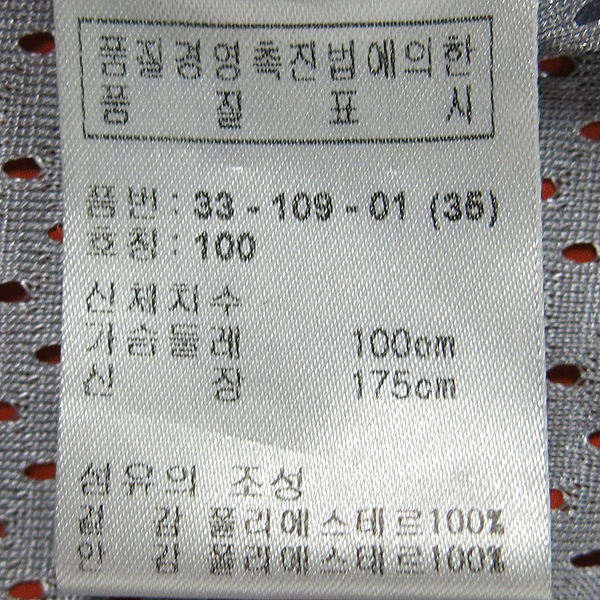 품질경영촉진법에의한
품 질 표 시
품번 : 33 - 109 - 01 (35)
호칭 : 100
신체치수
가슴둘레 100cm
신 장 175cm
섬유의 조성
겉 감 폴리에스테르100%
안 감 폴리에스테르100%